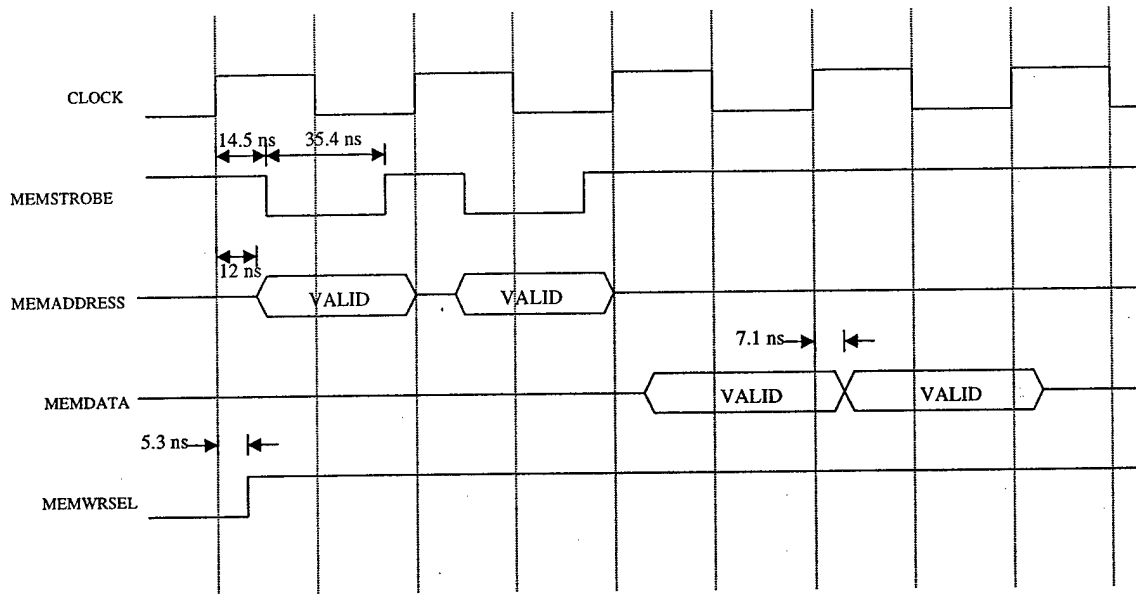 CLOCK
14.5 ns
35.4 ns
MEMSTROBE
12 ns
MEMADDRESS
VALID
VALID
7.1 ns
MEMDATA
VALID
VALID
5.3 ns
MEMWRSEL